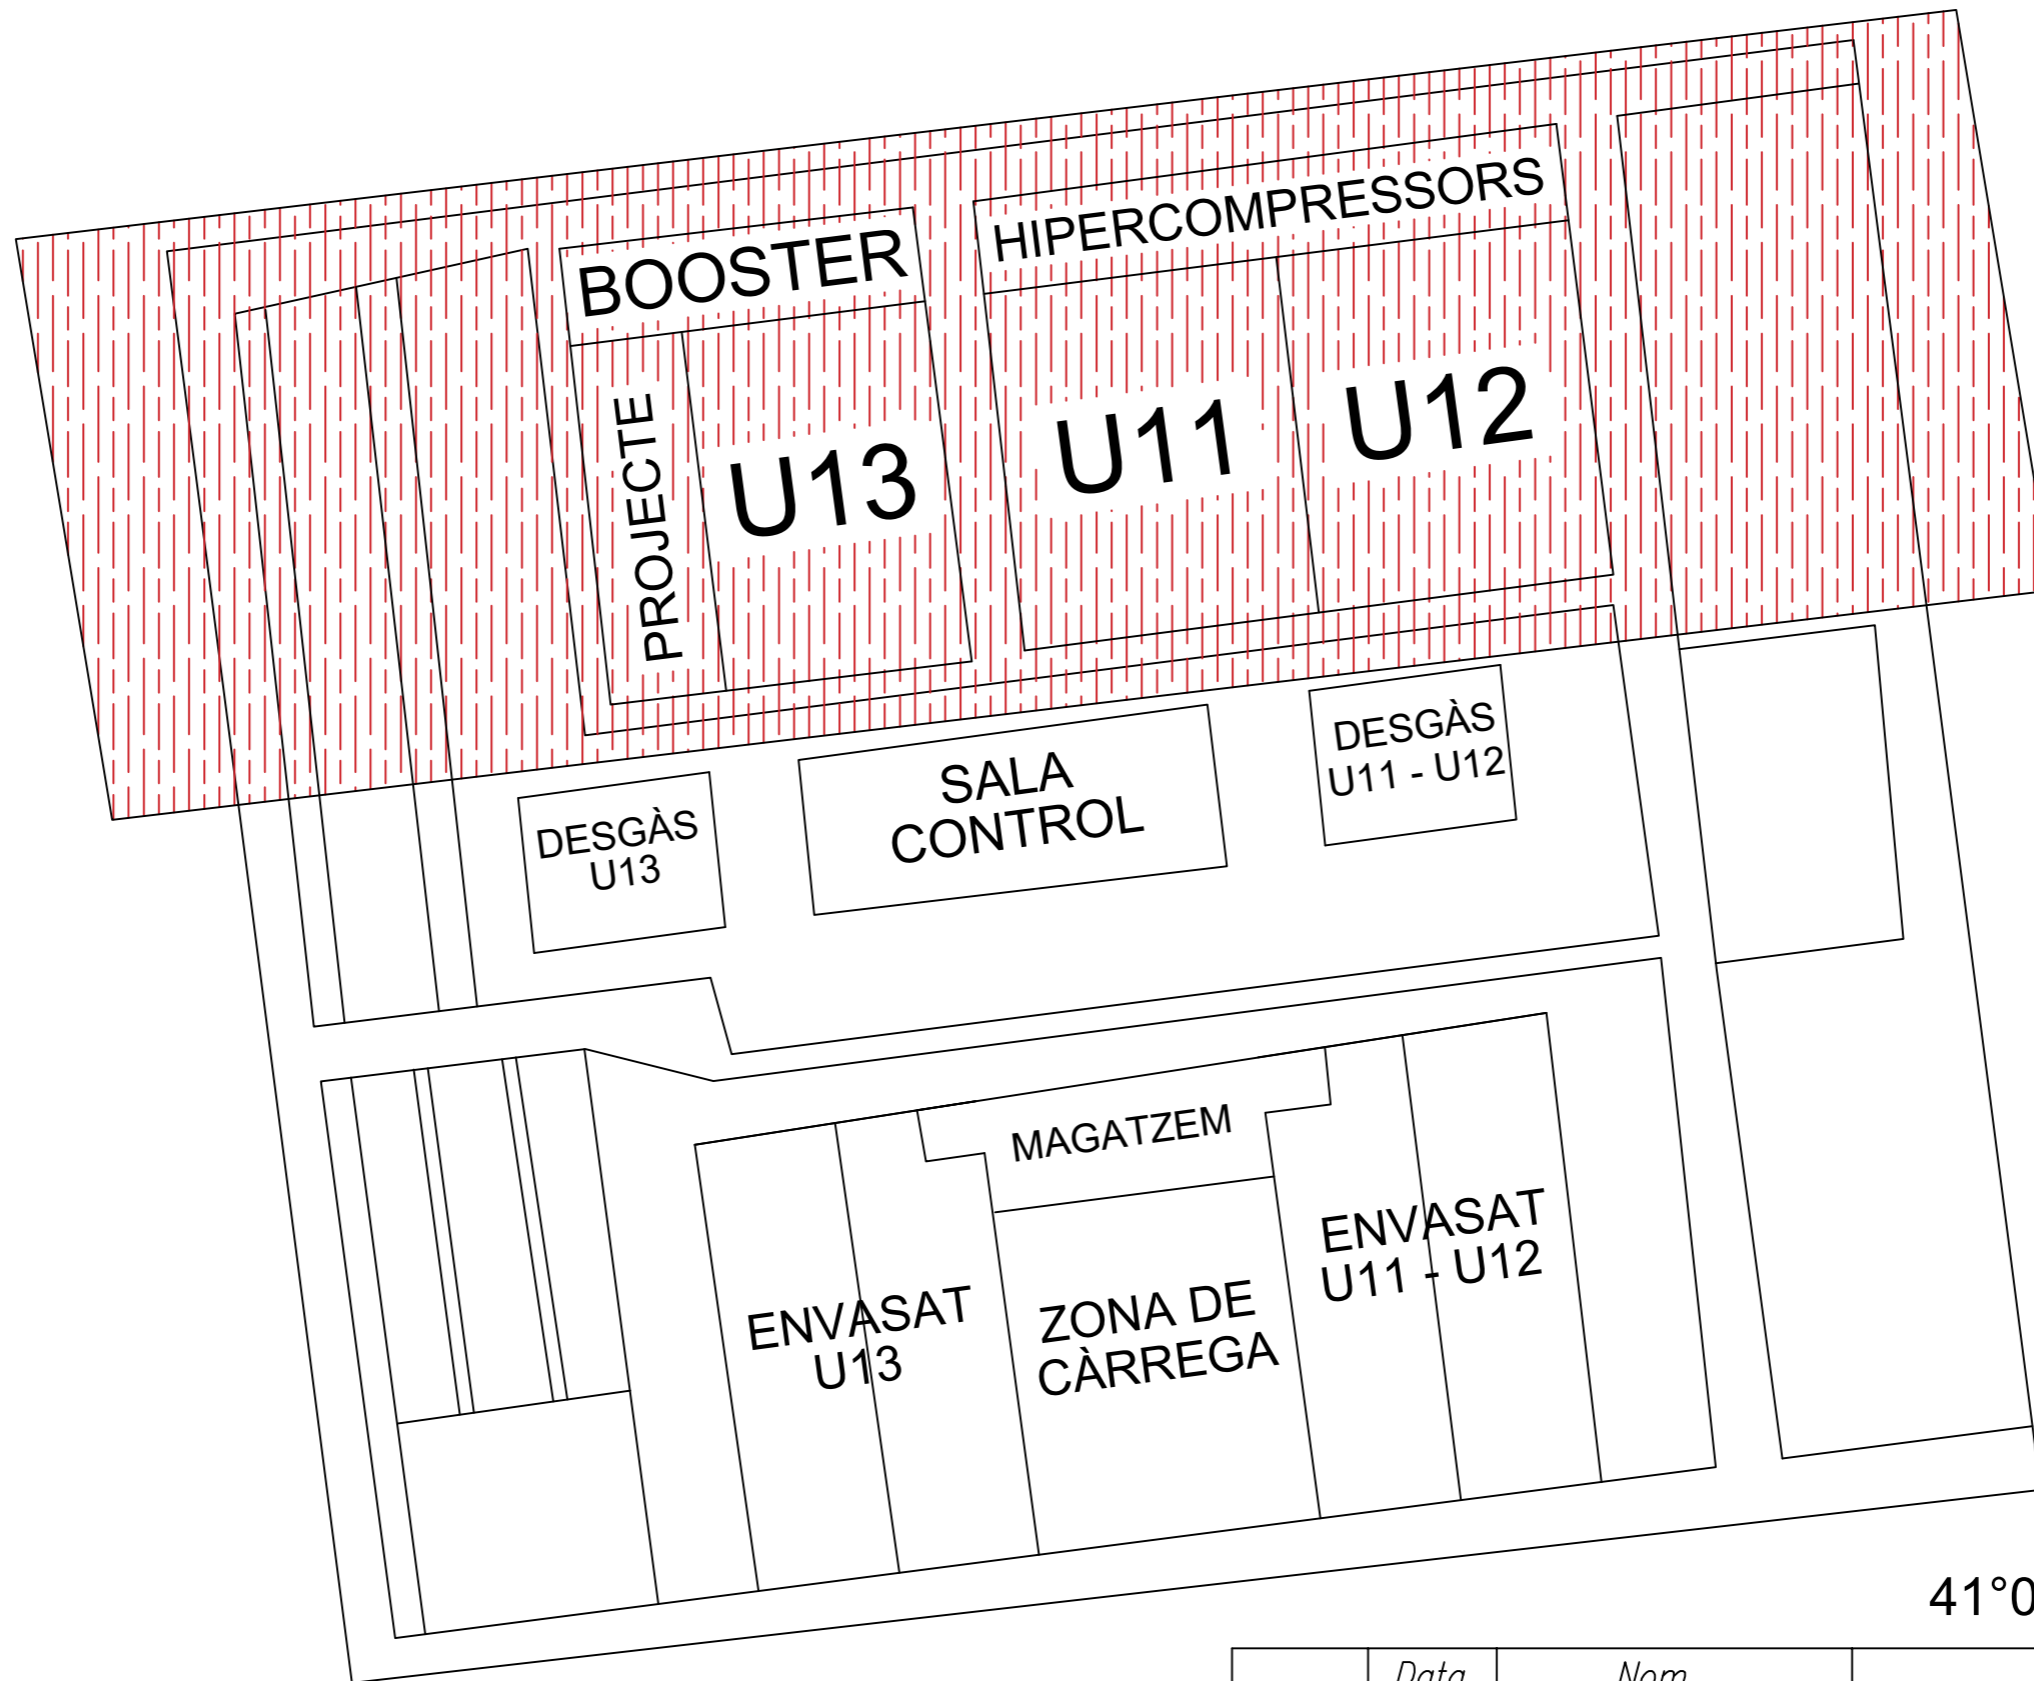 HIPERCOMPRESSORS
BOOSTER
PROJECTE
U13
U11
U12
DESGÀS
U13
SALA
CONTROL
DESGÀS
U11 - U12
MAGATZEM
ENVASAT
U13
ZONA DE
CÀRREGA
ENVASAT
U11 - U12
41°0
Data
Nom